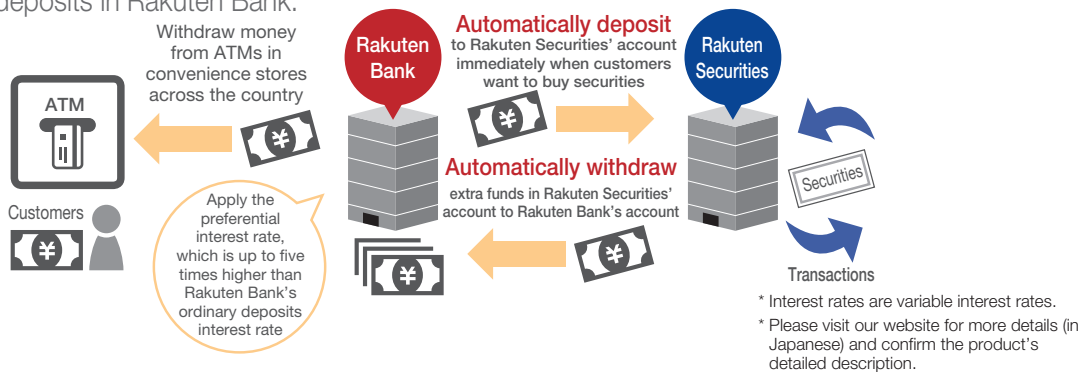 deposits in Rakuten Bank.
Withdraw money
from ATMs in
convenience stores
across the country
ATM
¥
Customers
¥
Rakuten
Bank
Apply the
preferential
interest rate,
which is up to five
times higher than
Rakuten Bank's
ordinary deposits
interest rate
¥
Automatically deposit
to Rakuten Securities' account
immediately when customers
want to buy securities
¥
Automatically withdraw
extra funds in Rakuten Securities'
account to Rakuten Bank's account
¥
Rakuten
Securities
Securities
Transactions
* Interest rates are variable interest rates.
* Please visit our website for more details (in
Japanese) and confirm the product's
detailed description.